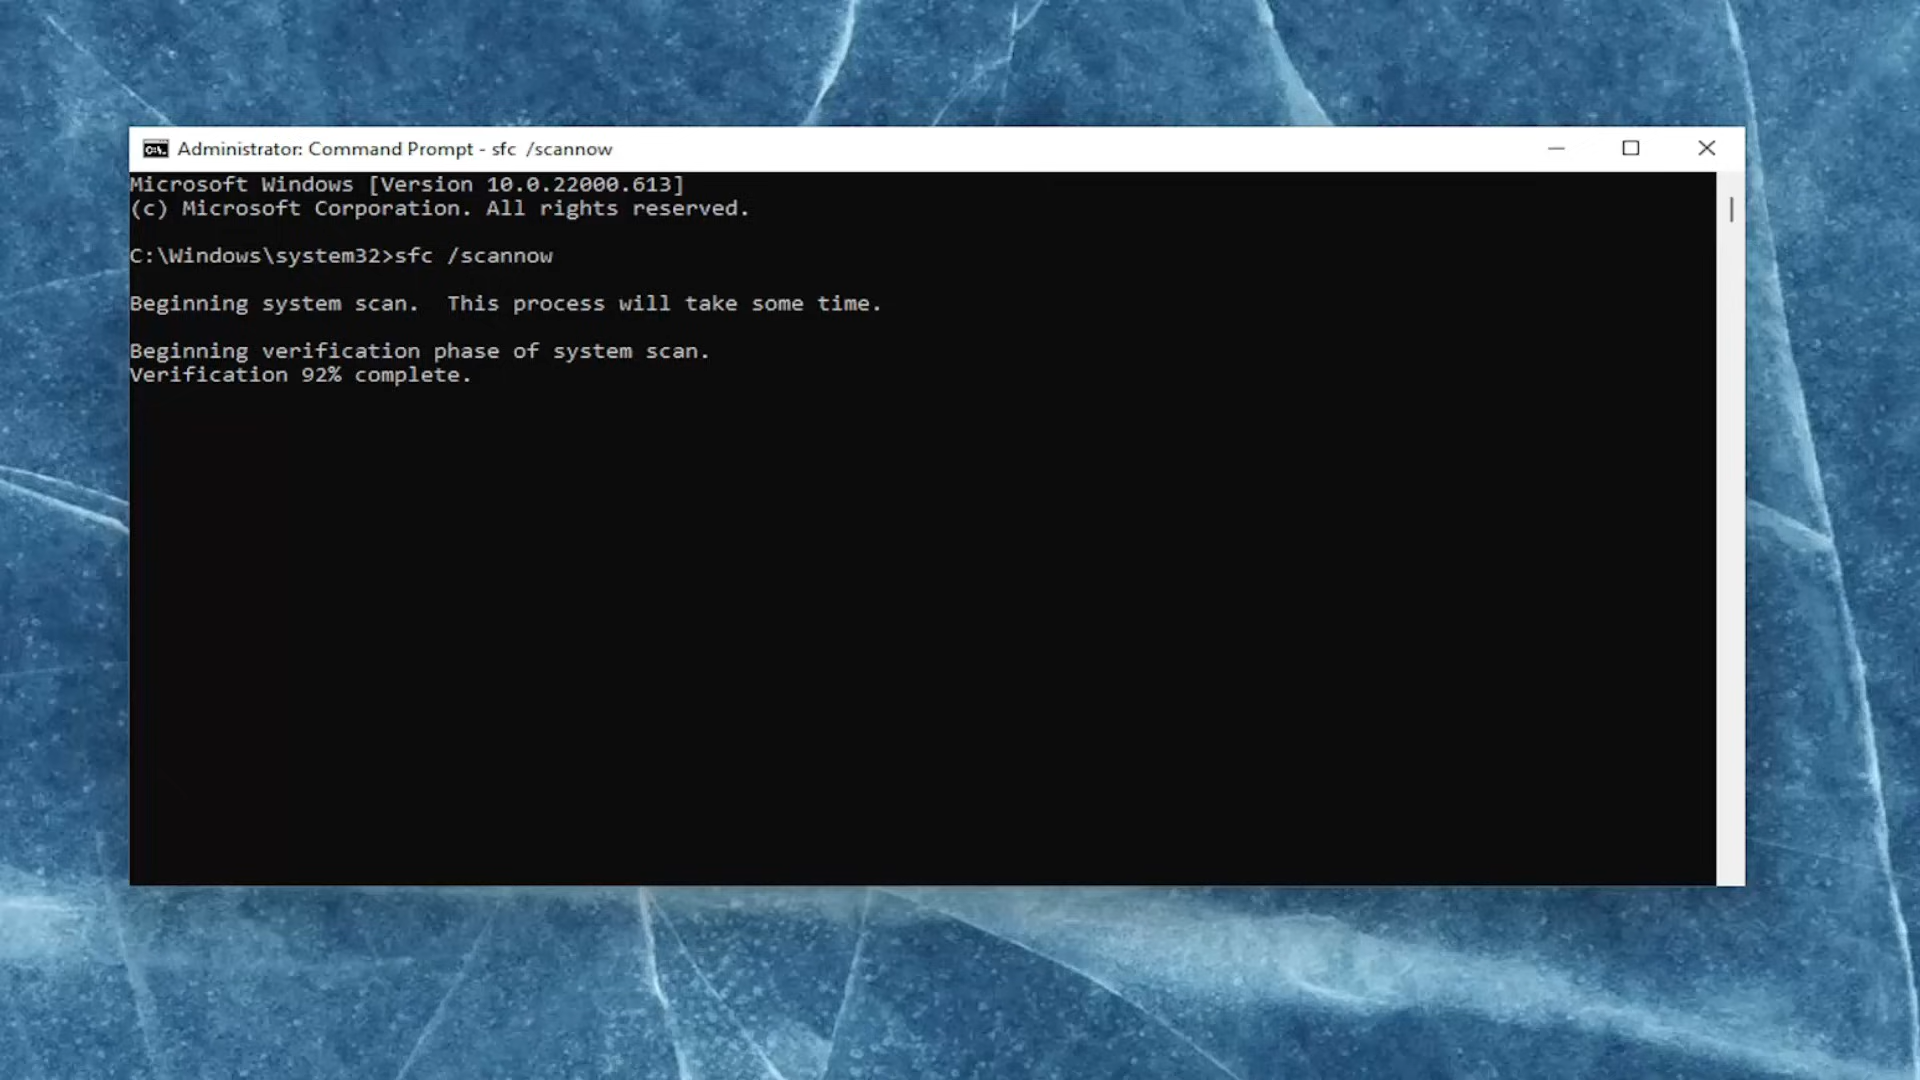 Administrator: Command Prompt - sfc  /scannow
Microsoft Windows [Version 10.0.22000.613]
(c) Microsoft Corporation. All rights reserved.
C:\Windows\system32>sfc /scannow
Beginning system scan.  This process will take some time.
Beginning verification phase of system scan.
Verification 92% complete.